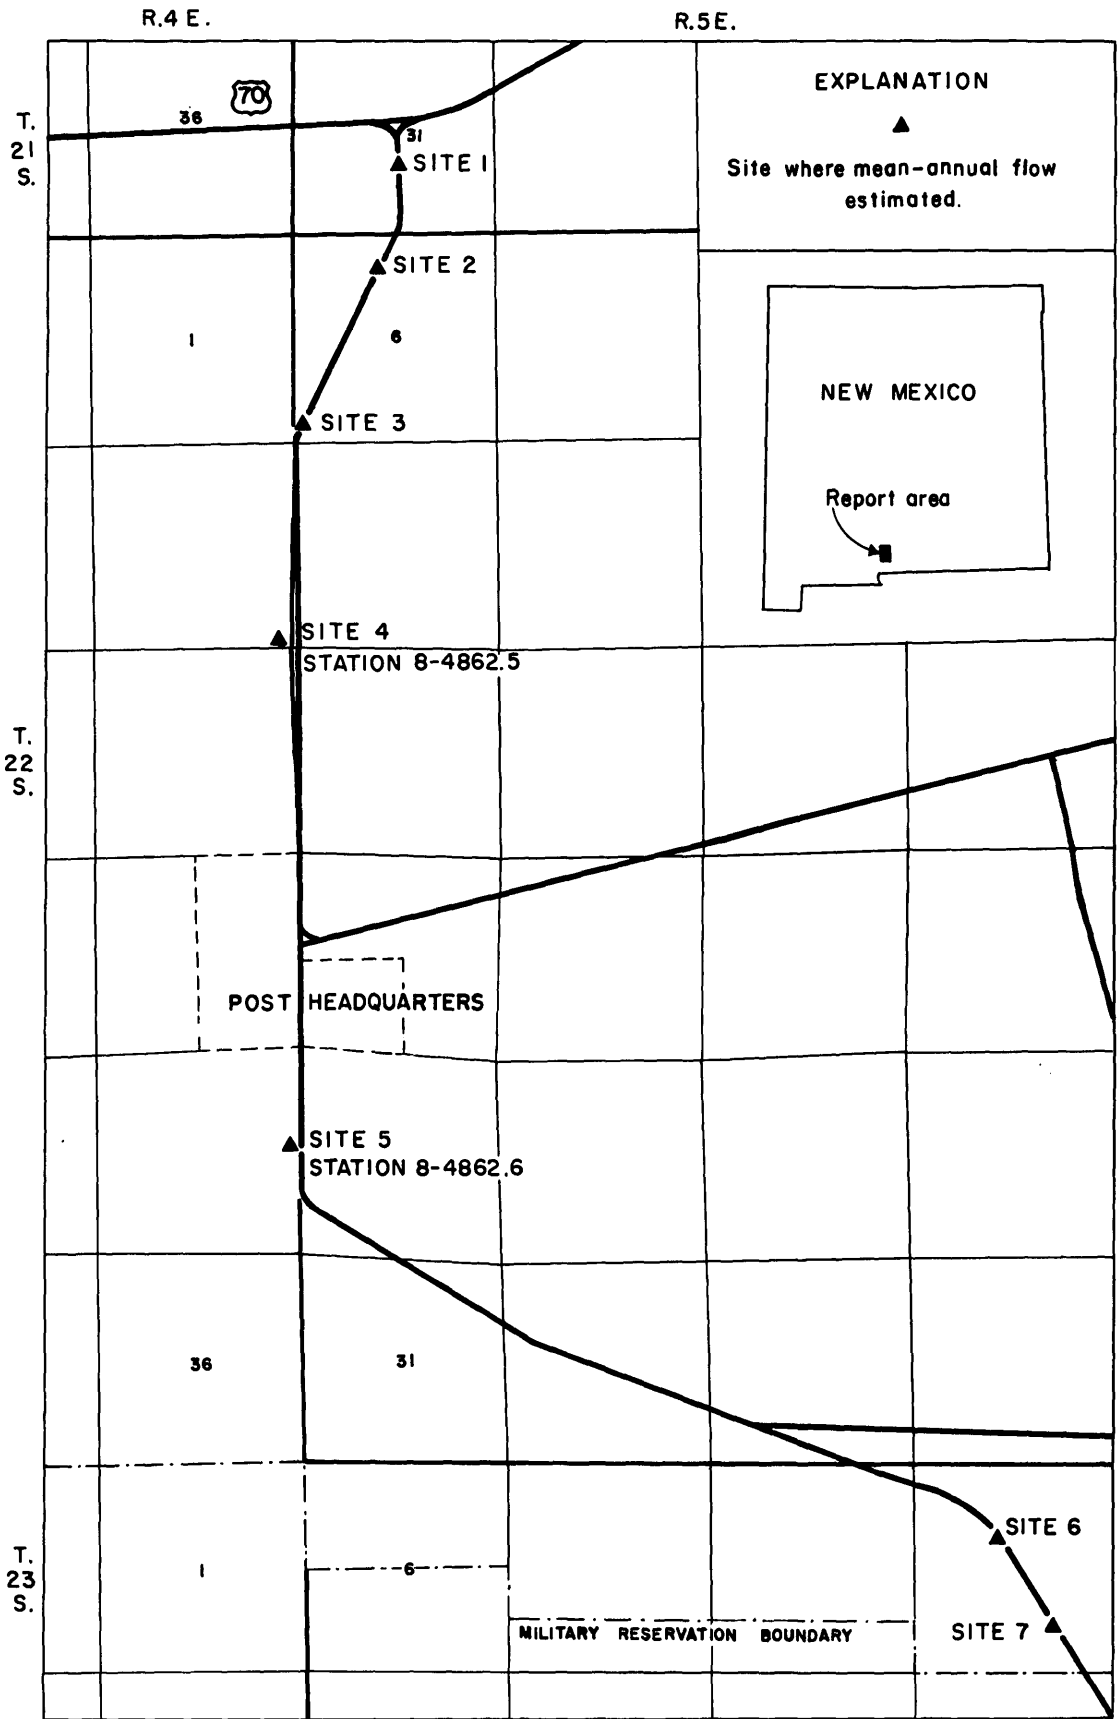 R.4 E.
R.5E.
EXPLANATION
70
36
T.
21
S.
31
SITE 1
Site where mean-annual flow
estimated.
SITE 2
1
6
NEW MEXICO
SITE 3
Report area
SITE 4
STATION 8-4862.5
T.
22
S.
POST HEADQUARTERS
SITE 5
STATION 8-4862.6
36
31
SITE 6
T.
23
S.
1
6
SITE 7
MILITARY RESERVATION BOUNDARY